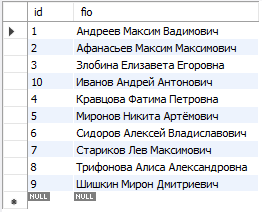 id fio
1 Андреев Максим Вадимович
2 Афанасьев Максим Максимович
3 Злобина Елизавета Егоровна
10 Иванов Андрей Антонович
4 Кравцова Фатима Петровна
5 Миронов Никита Артёмович
6 Сидоров Алексей Владиславович
7 Стариков Лев Максимович
8 Трифонова Алиса Александровна
9 Шишкин Мирон Дмитриевич
NULL NULL